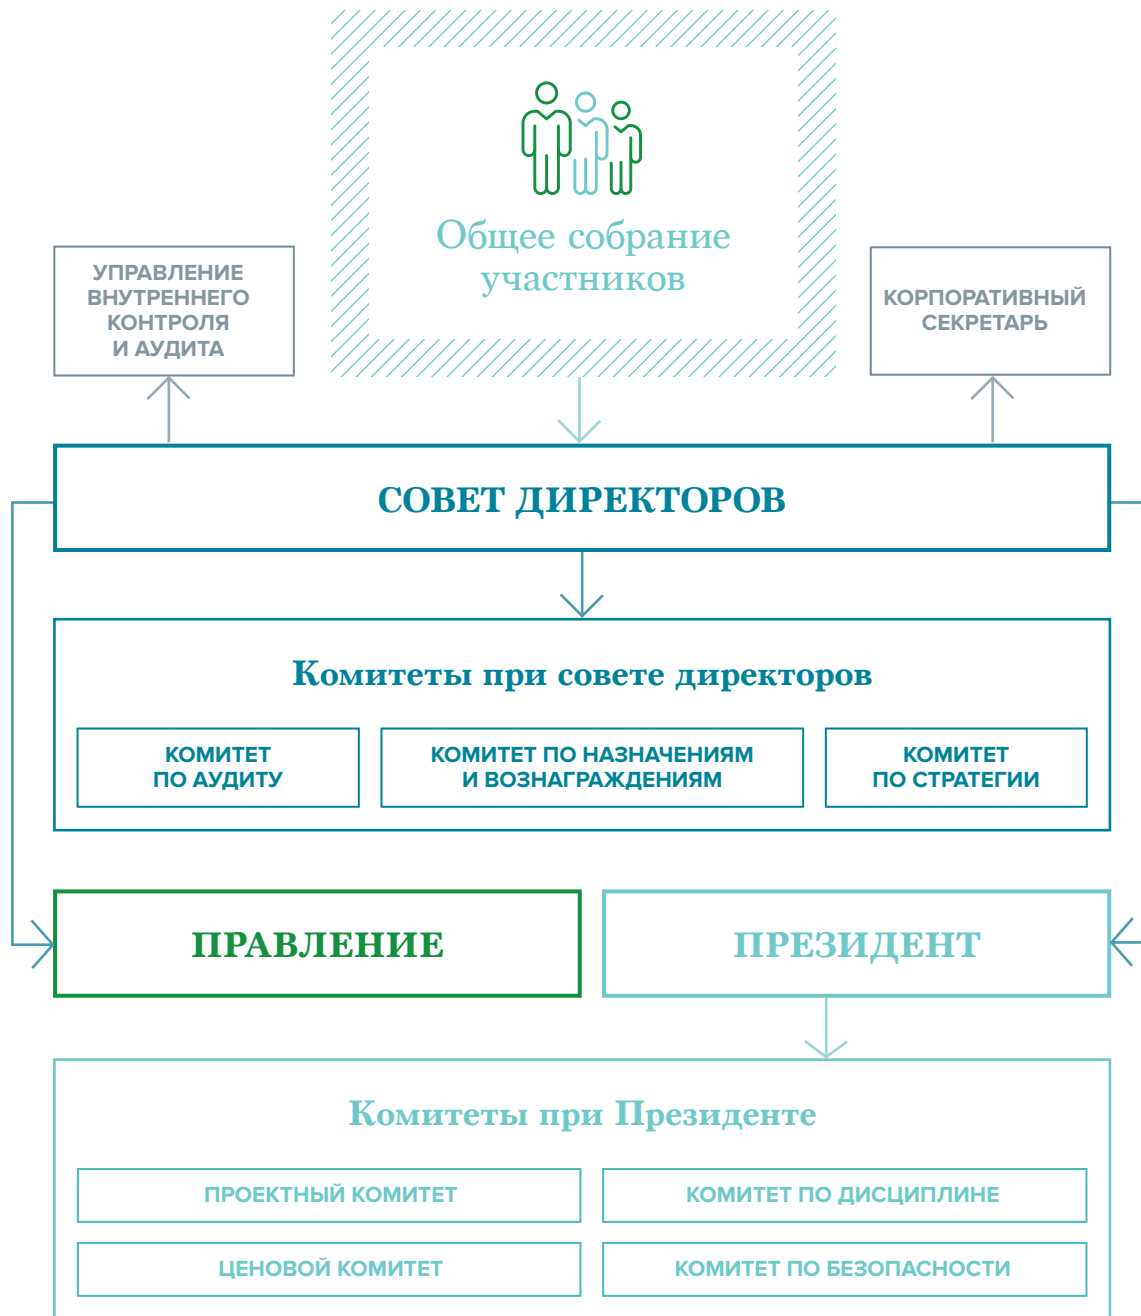 Общее собрание
участников
УПРАВЛЕНИЕ
ВНУТРЕННЕГО
КОНТРОЛЯ
И АУДИТА
КОРПОРАТИВНЫЙ
СЕКРЕТАРЬ
СОВЕТ ДИРЕКТОРОВ
Комитеты при совете директоров
КОМИТЕТ
ПО АУДИТУ
КОМИТЕТ ПО НАЗНАЧЕНИЯМ
И ВОЗНАГРАЖДЕНИЯМ
КОМИТЕТ
ПО СТРАТЕГИИ
ПРАВЛЕНИЕ
ПРЕЗИДЕНТ
Комитеты при Президенте
ПРОЕКТНЫЙ КОМИТЕТ
КОМИТЕТ ПО ДИСЦИПЛИНЕ
ЦЕНОВОЙ КОМИТЕТ
КОМИТЕТ ПО БЕЗОПАСНОСТИ